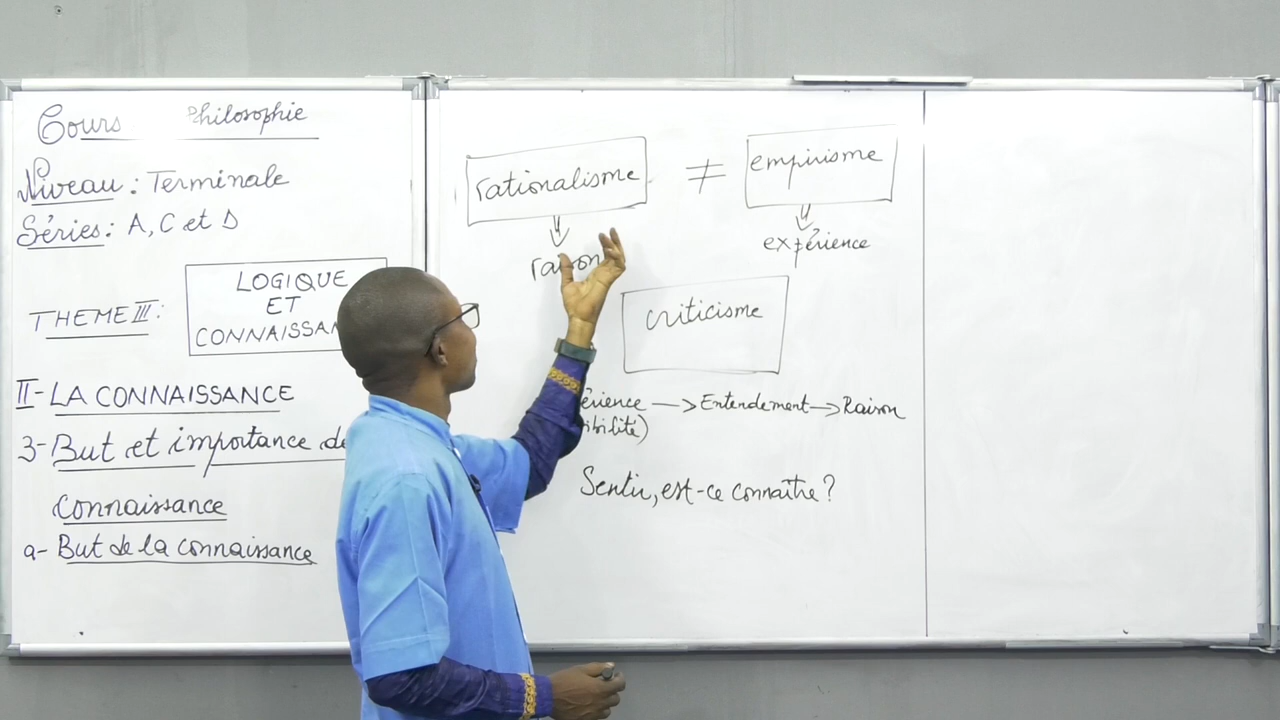 Cours Philosophie
Niveau : Terminale
Séries : A, C et D
THEME III :
LOGIQUE
ET
CONNAISSAN
II- LA CONNAISSANCE
3- But et importance de
connaissance
a- But de la connaissance
rationalisme ≠ empirisme
raison
expérience
criticisme
érience → Entendement → Raison
ibilité)
Sentir, est-ce connaître ?